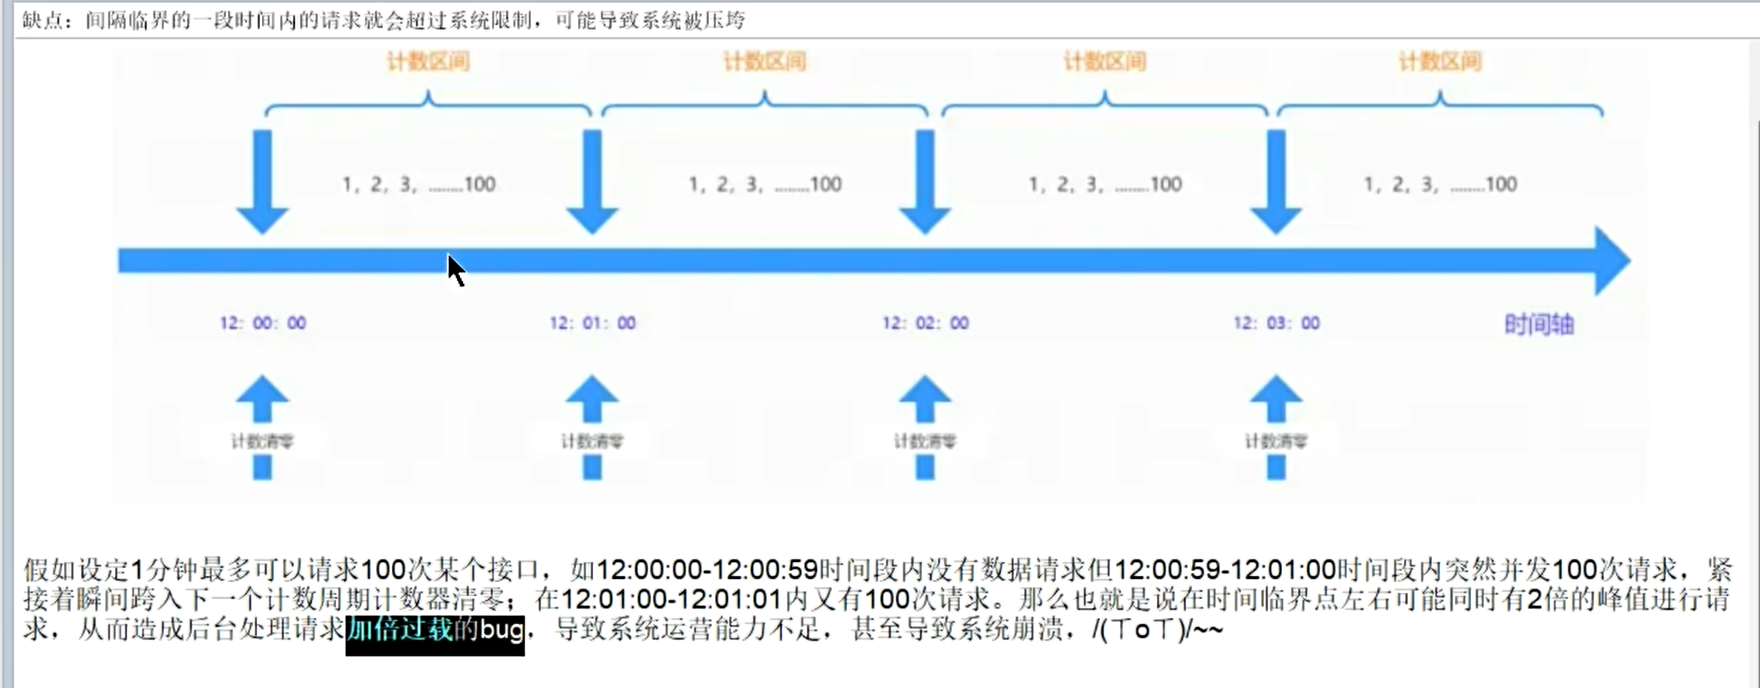 缺点：间隔临界的一段时间内的请求就会超过系统限制，可能导致系统被压垮
计数区间 计数区间 计数区间 计数区间
1, 2, 3, ........100 1, 2, 3, ........100 1, 2, 3, ........100 1, 2, 3, ........100
12: 00: 00 12: 01: 00 12: 02: 00 12: 03: 00 时间轴
计数清零 计数清零 计数清零 计数清零
假如设定1分钟最多可以请求100次某个接口，如12:00:00-12:00:59时间段内没有数据请求但12:00:59-12:01:00时间段内突然并发100次请求，紧
接着瞬间跨入下一个计数周期计数器清零；在12:01:00-12:01:01内又有100次请求。那么也就是说在时间临界点左右可能同时有2倍的峰值进行请
求，从而造成后台处理请求加倍过载的bug，导致系统运营能力不足，甚至导致系统崩溃，/(ㄒoㄒ)/~~